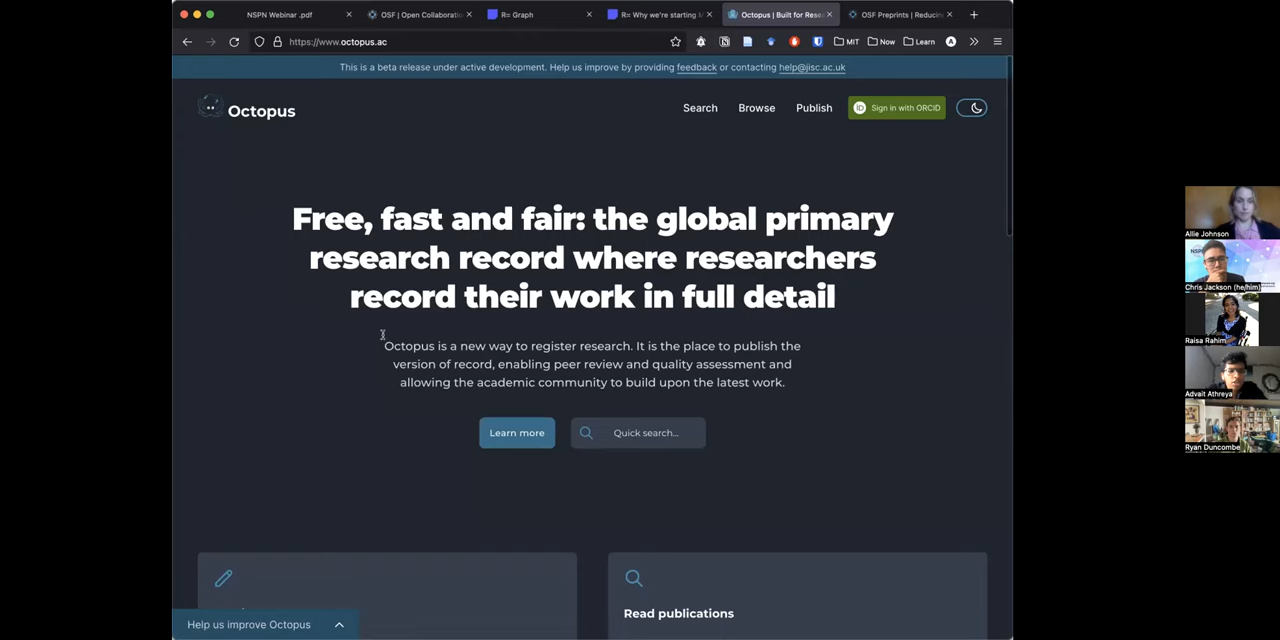 NSPN Webinar .pdf
OSF | Open Collaboratio
R= Graph
R= Why we're starting M
Octopus | Built for Rese
OSF Preprints | Reducin
https://www.octopus.ac
MIT
Now
Learn
A
This is a beta release under active development. Help us improve by providing feedback or contacting help@jisc.ac.uk
Octopus
Search
Browse
Publish
iD Sign in with ORCID
Free, fast and fair: the global primary
research record where researchers
record their work in full detail
Octopus is a new way to register research. It is the place to publish the
version of record, enabling peer review and quality assessment and
allowing the academic community to build upon the latest work.
Learn more
Quick search...
Read publications
Help us improve Octopus
Allie Johnson
NSPN
Chris Jackson (he/him)
Raisa Rahim
Advait Athreya
Ryan Duncombe